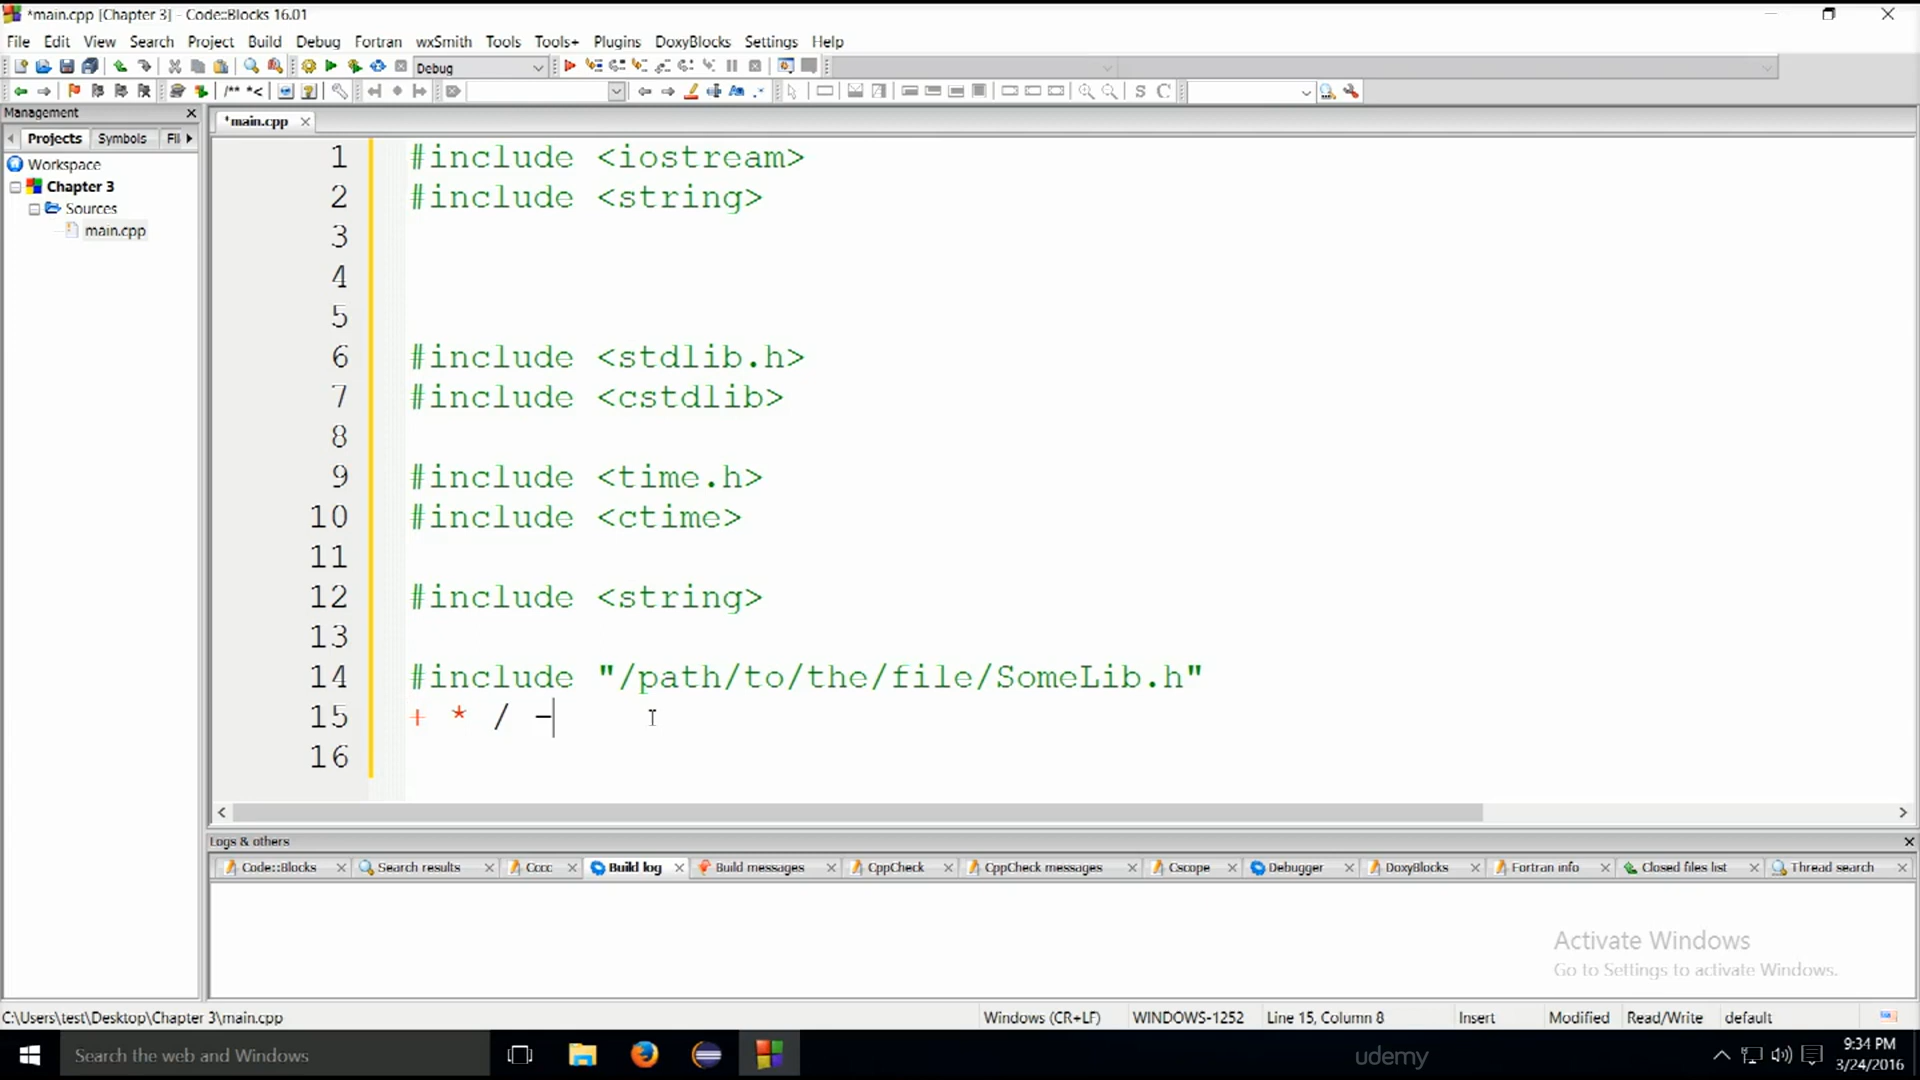 *main.cpp [Chapter 3] - Code::Blocks 16.01
File Edit View Search Project Build Debug Fortran wxSmith Tools Tools+ Plugins DoxyBlocks Settings Help
Debug
/** *<
S C
Management
Projects Symbols Fil
*main.cpp
Workspace
Chapter 3
Sources
main.cpp
1 #include <iostream>
2 #include <string>
3
4
5
6 #include <stdlib.h>
7 #include <cstdlib>
8
9 #include <time.h>
10 #include <ctime>
11
12 #include <string>
13
14 #include "/path/to/the/file/SomeLib.h"
15 + * / -
16
Logs & others
Code::Blocks Search results Cccc Build log Build messages CppCheck CppCheck messages Cscope Debugger DoxyBlocks Fortran info Closed files list Thread search
Activate Windows
Go to Settings to activate Windows.
C:\Users\test\Desktop\Chapter 3\main.cpp Windows (CR+LF) WINDOWS-1252 Line 15, Column 8 Insert Modified Read/Write default
Search the web and Windows
udemy
9:34 PM
3/24/2016